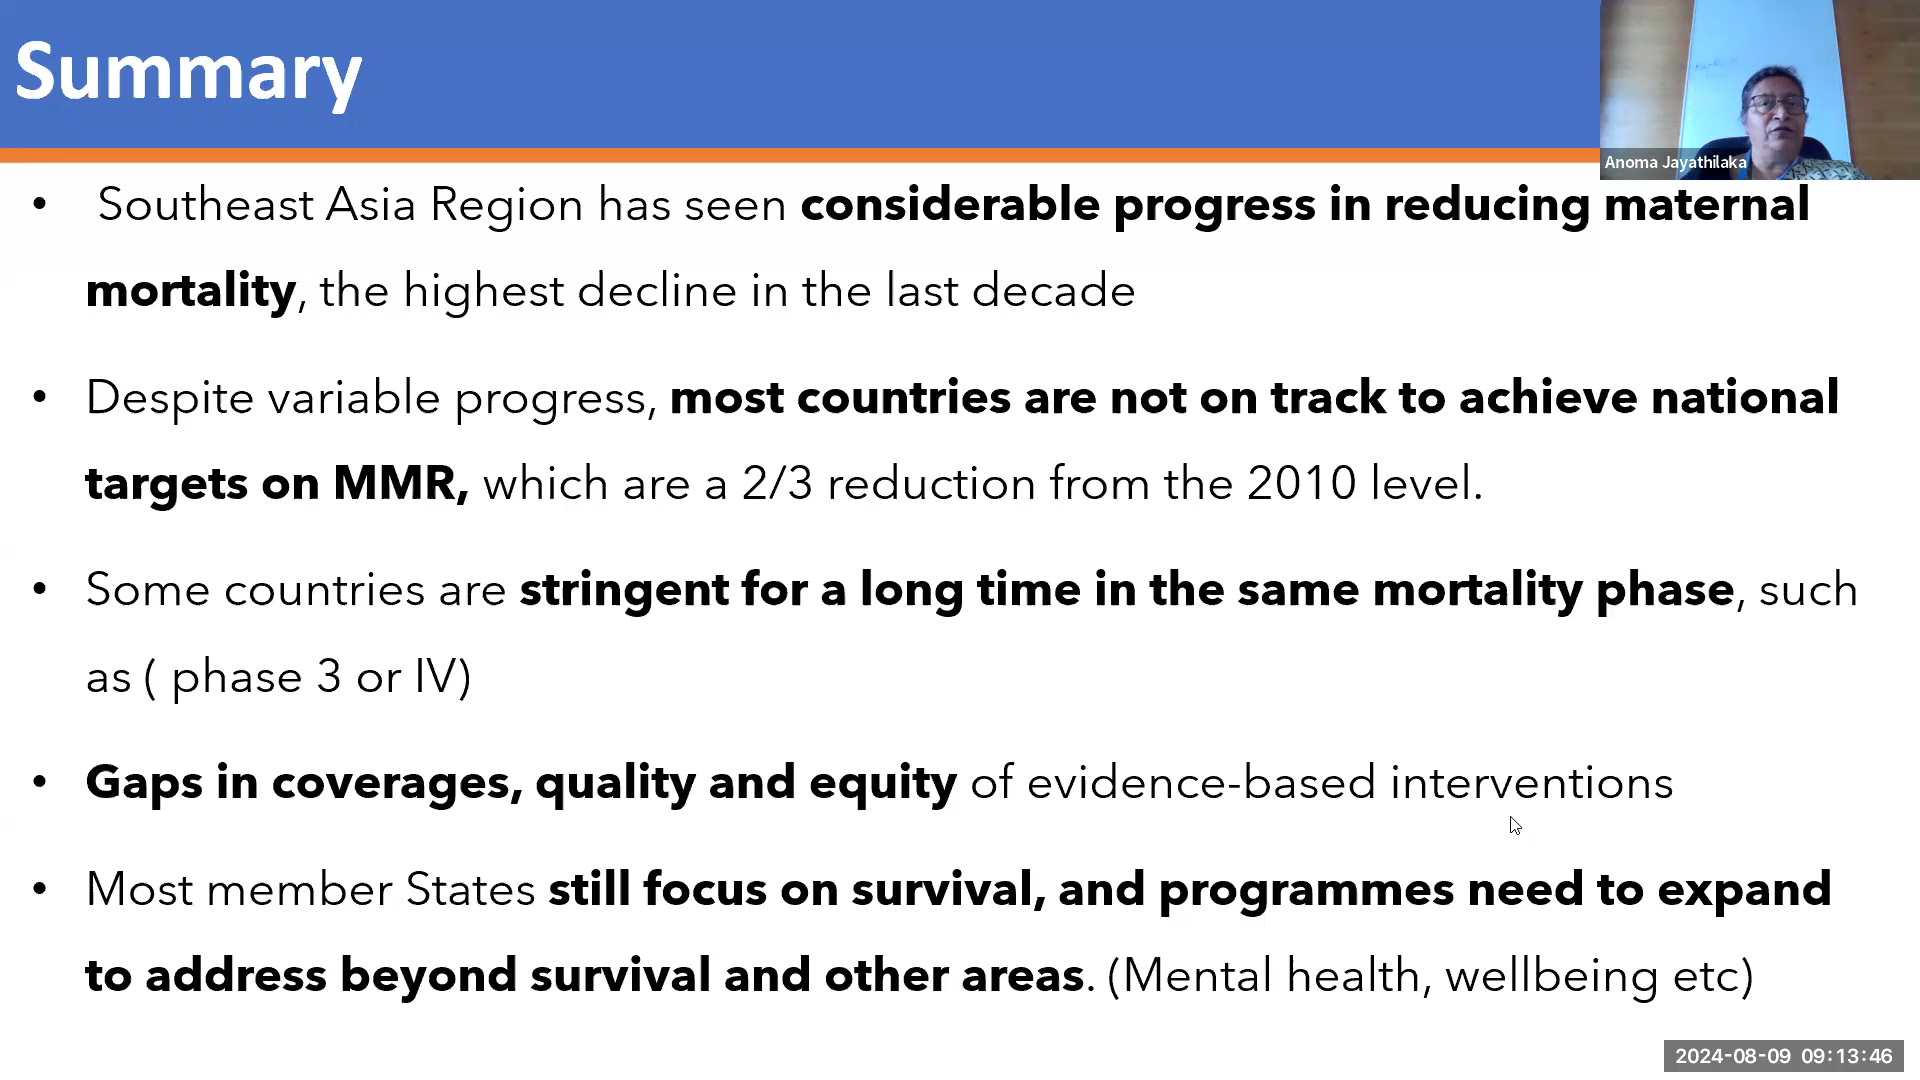 Summary
Anoma Jayathilaka
• Southeast Asia Region has seen considerable progress in reducing maternal
mortality, the highest decline in the last decade
• Despite variable progress, most countries are not on track to achieve national
targets on MMR, which are a 2/3 reduction from the 2010 level.
• Some countries are stringent for a long time in the same mortality phase, such
as ( phase 3 or IV)
• Gaps in coverages, quality and equity of evidence-based interventions
• Most member States still focus on survival, and programmes need to expand
to address beyond survival and other areas. (Mental health, wellbeing etc)
2024-08-09 09:13:46